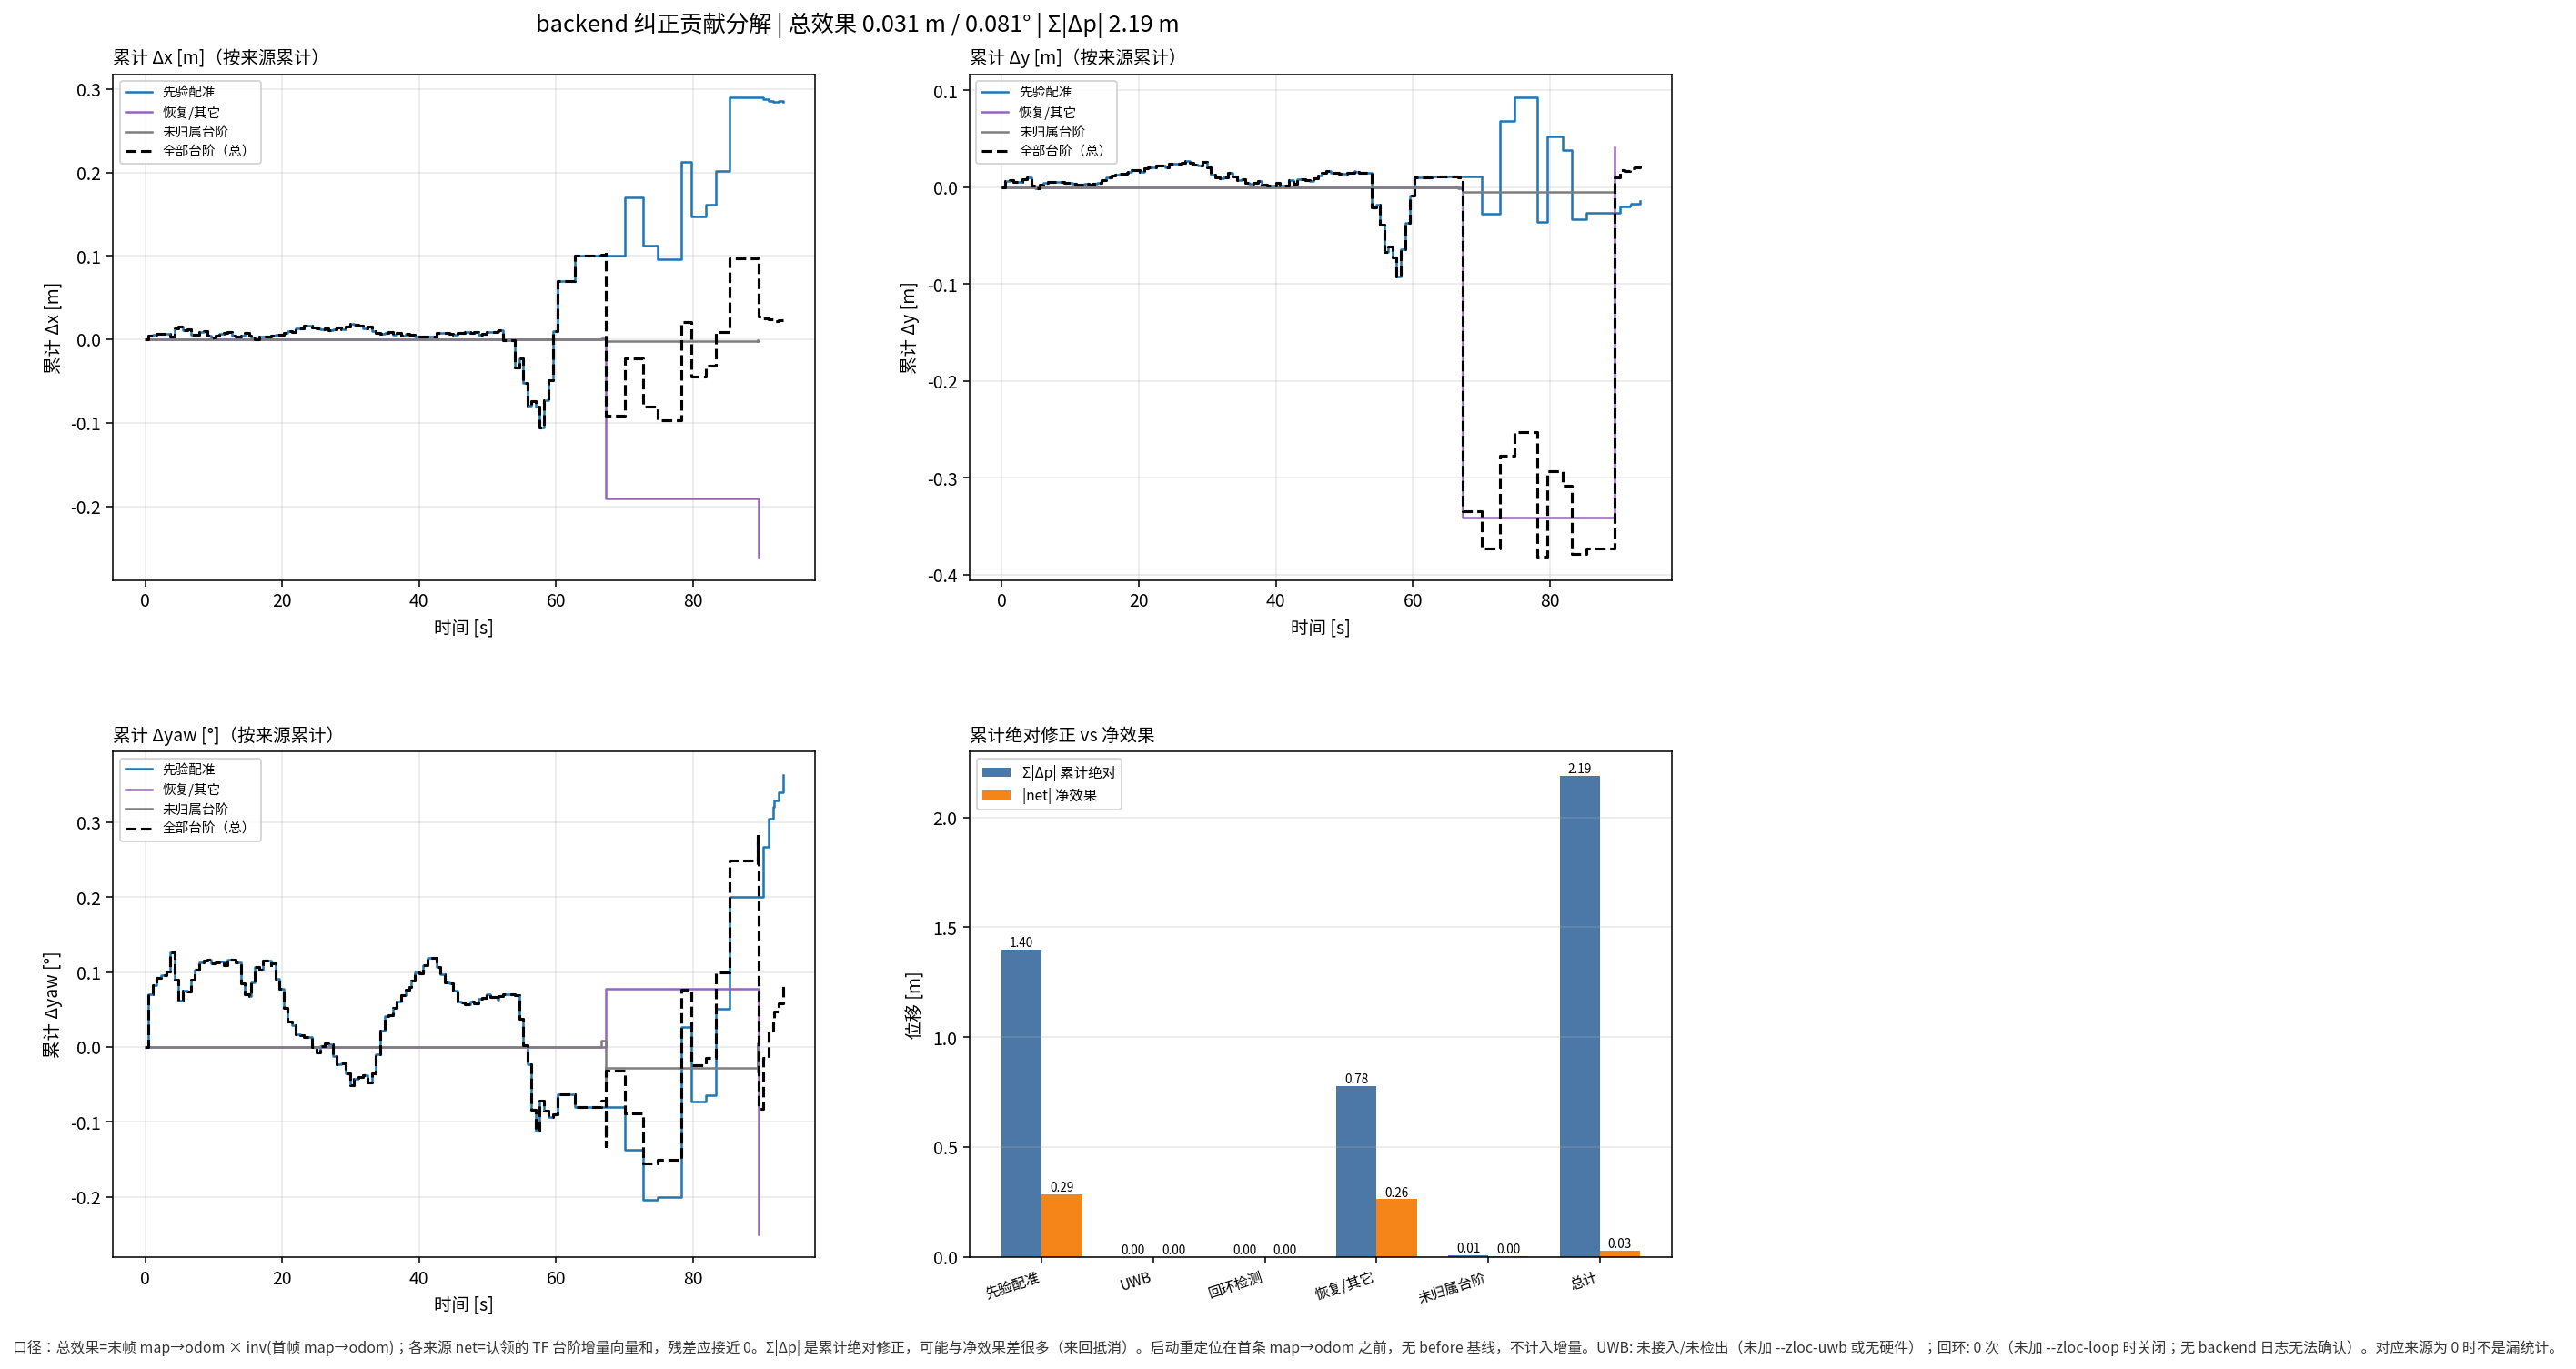 backend 纠正贡献分解 | 总效果 0.031 m / 0.081° | Σ|Δp| 2.19 m
累计 Δx [m]（按来源累计）
先验配准
恢复/其它
未归属台阶
全部台阶（总）
0.3
0.2
0.1
0.0
-0.1
-0.2
累计 Δx [m]
0 20 40 60 80
时间 [s]
累计 Δy [m]（按来源累计）
先验配准
恢复/其它
未归属台阶
全部台阶（总）
0.1
0.0
-0.1
-0.2
-0.3
-0.4
累计 Δy [m]
0 20 40 60 80
时间 [s]
累计 Δyaw [°]（按来源累计）
先验配准
恢复/其它
未归属台阶
全部台阶（总）
0.3
0.2
0.1
0.0
-0.1
-0.2
累计 Δyaw [°]
0 20 40 60 80
时间 [s]
累计绝对修正 vs 净效果
Σ|Δp| 累计绝对
|net| 净效果
2.0
1.5
1.0
0.5
0.0
位移 [m]
1.40 0.29 0.00 0.00 0.00 0.00 0.78 0.26 0.01 0.00 2.19 0.03
先验配准 UWB 回环检测 恢复/其它 未归属台阶 总计
口径：总效果=末帧 map→odom × inv(首帧 map→odom)；各来源 net=认领的 TF 台阶增量向量和，残差应接近 0。Σ|Δp| 是累计绝对修正，可能与净效果差很多（来回抵消）。启动重定位在首条 map→odom 之前，无 before 基线，不计入增量。UWB: 未接入/未检出（未加 --zloc-uwb 或无硬件）；回环: 0 次（未加 --zloc-loop 时关闭；无 backend 日志无法确认）。对应来源为 0 时不是漏统计。